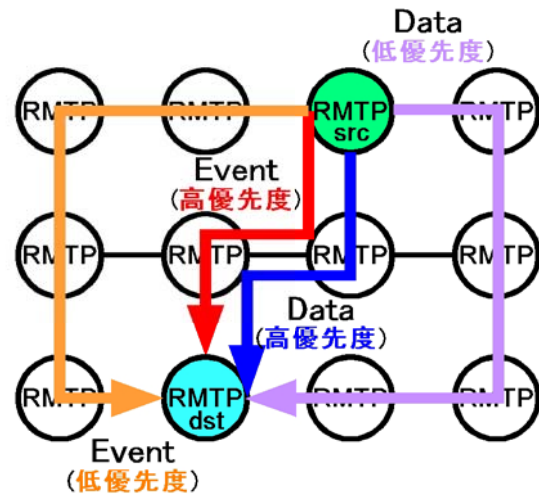 Data
(低優先度)
RMTP
RMTP
RMTP
src
RMTP
Event
(高優先度)
RMTP
RMTP
RMTP
RMTP
Data
(高優先度)
RMTP
RMTP
dst
RMTP
RMTP
Event
(低優先度)